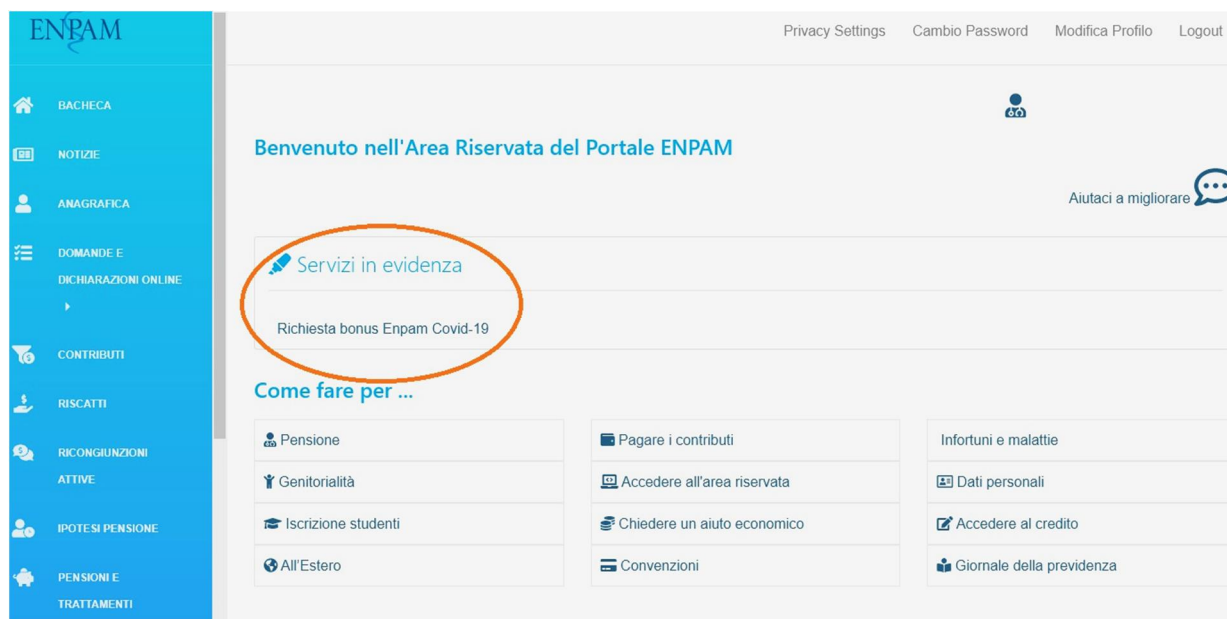 ENPAM
Privacy Settings Cambio Password Modifica Profilo Logout
BACHECA
NOTIZIE
ANAGRAFICA
DOMANDE E
DICHIARAZIONI ONLINE
CONTRIBUTI
RISCATTI
RICONGIUNZIONI
ATTIVE
IPOTESI PENSIONE
PENSIONI E
TRATTAMENTI
Benvenuto nell'Area Riservata del Portale ENPAM
Aiutaci a migliorare
Servizi in evidenza
Richiesta bonus Enpam Covid-19
Come fare per ...
Pensione Pagare i contributi Infortuni e malattie
Genitorialità Accedere all'area riservata Dati personali
Iscrizione studenti Chiedere un aiuto economico Accedere al credito
All'Estero Convenzioni Giornale della previdenza